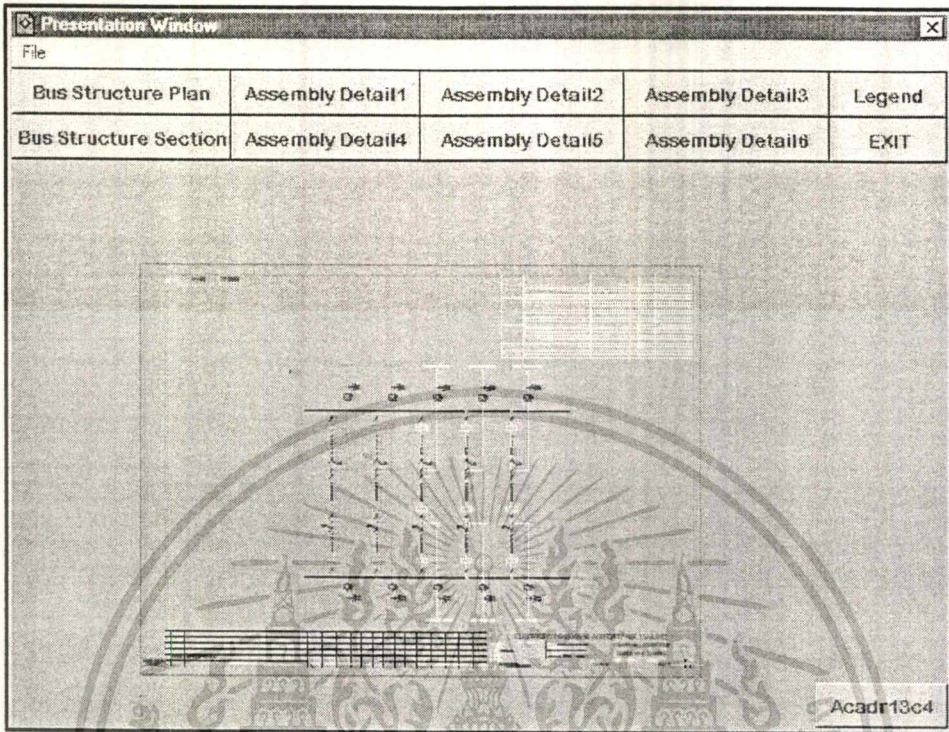 Presentation Window
File
Bus Structure Plan Assembly Detail1 Assembly Detail2 Assembly Detail3 Legend
Bus Structure Section Assembly Detail4 Assembly Detail5 Assembly Detail6 EXIT
Acadr13c4